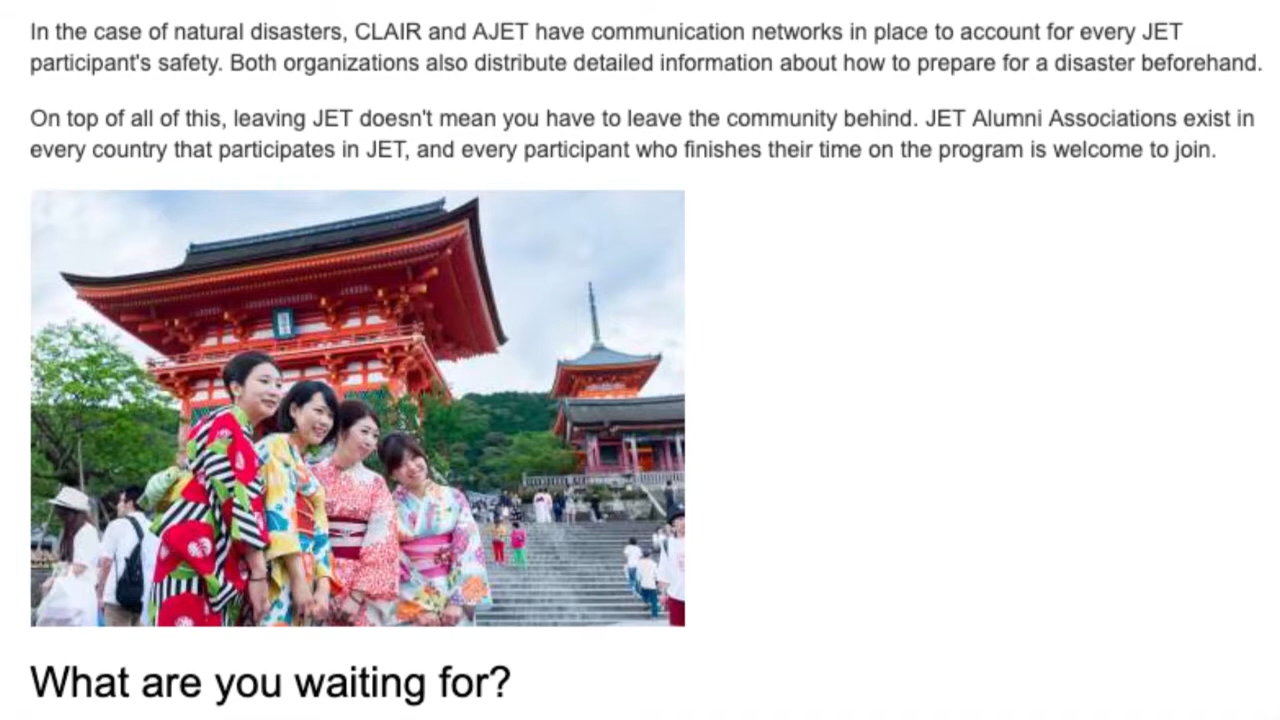 In the case of natural disasters, CLAIR and AJET have communication networks in place to account for every JET
participant's safety. Both organizations also distribute detailed information about how to prepare for a disaster beforehand.
On top of all of this, leaving JET doesn't mean you have to leave the community behind. JET Alumni Associations exist in
every country that participates in JET, and every participant who finishes their time on the program is welcome to join.
What are you waiting for?